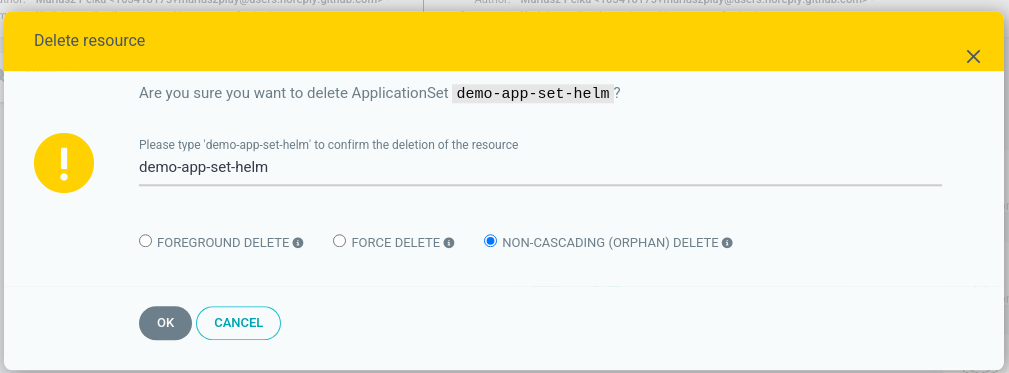 Delete resource
Are you sure you want to delete ApplicationSet demo-app-set-helm?
Please type 'demo-app-set-helm' to confirm the deletion of the resource
demo-app-set-helm
FOREGROUND DELETE FORCE DELETE NON-CASCADING (ORPHAN) DELETE
OK CANCEL